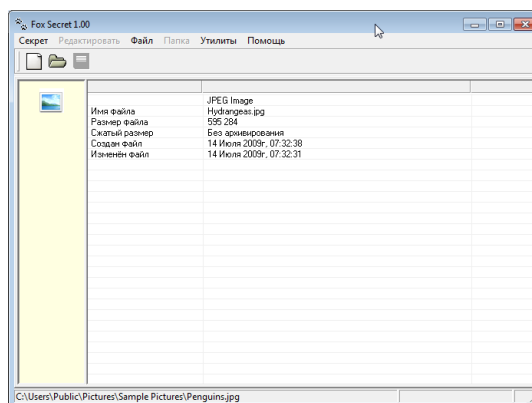 Fox Secret 1.00
Секрет Редактировать Файл Папка Утилиты Помощь
JPEG Image
Имя файла Hydrangeas.jpg
Размер файла 595 284
Сжатый размер Без архивирования
Создан файл 14 Июля 2009г, 07:32:38
Изменён файл 14 Июля 2009г, 07:32:31
C:\Users\Public\Pictures\Sample Pictures\Penguins.jpg